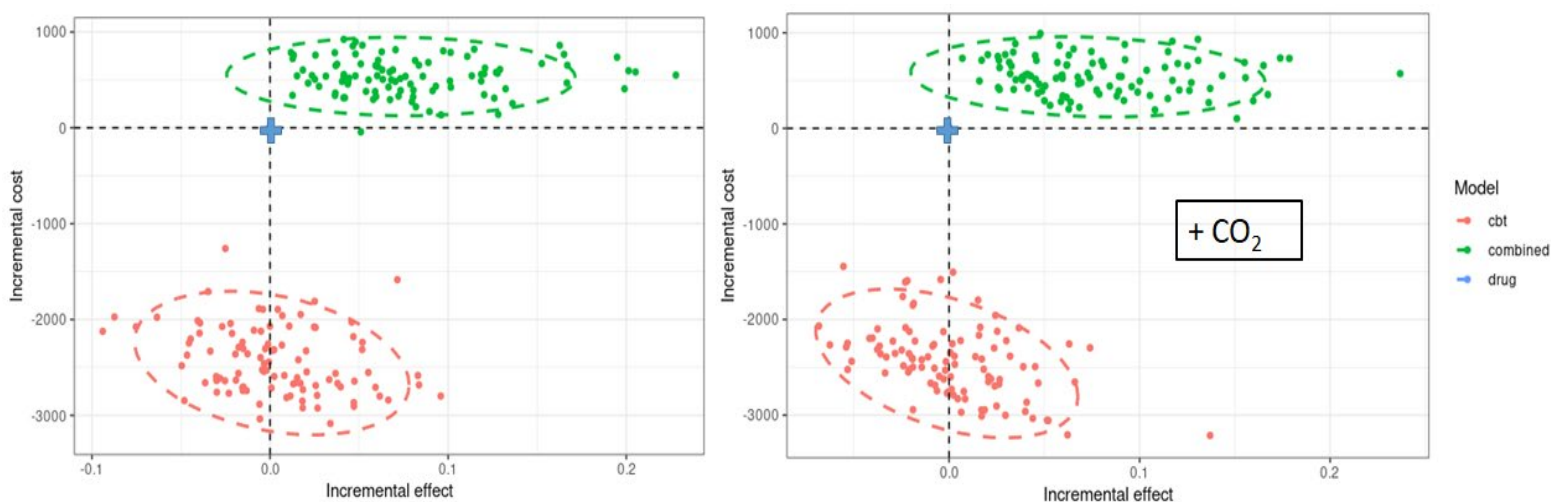 1000
0
-1000
-2000
-3000
Incremental cost
-0.1
0.0
0.1
0.2
Incremental effect
1000
0
-1000
-2000
-3000
Incremental cost
+ CO₂
0.0
0.1
0.2
Incremental effect
Model
cbt
combined
drug